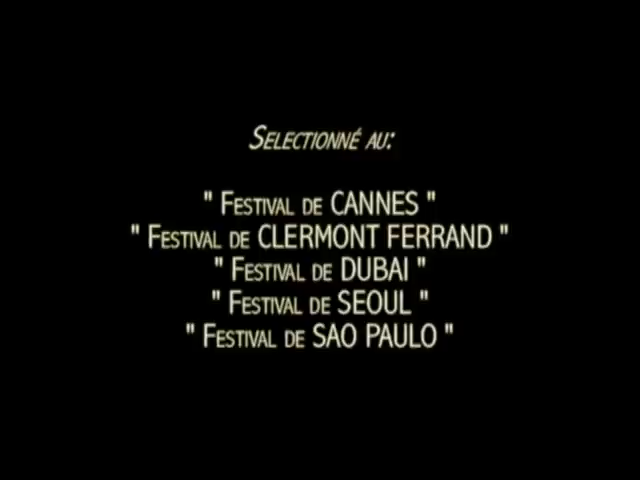 SELECTIONNÉ AU:
" FESTIVAL DE CANNES "
" FESTIVAL DE CLERMONT FERRAND "
" FESTIVAL DE DUBAI "
" FESTIVAL DE SEOUL "
" FESTIVAL DE SAO PAULO "